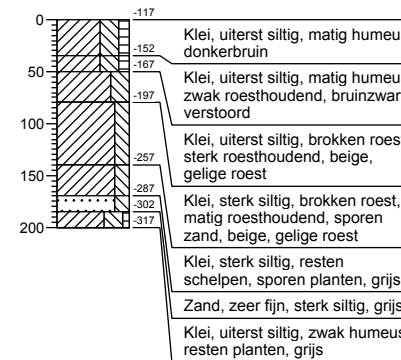 0
50
100
150
200
-117
-152
-167
-197
-257
-287
-302
-317
Klei, uiterst siltig, matig humeu
donkerbruin
Klei, uiterst siltig, matig humeu
zwak roesthoudend, bruinzwar
verstoord
Klei, uiterst siltig, brokken roes
sterk roesthoudend, beige,
gelige roest
Klei, sterk siltig, brokken roest,
matig roesthoudend, sporen
zand, beige, gelige roest
Klei, sterk siltig, resten
schelpen, sporen planten, grijs
Zand, zeer fijn, sterk siltig, grijs
Klei, uiterst siltig, zwak humeus
resten planten, grijs